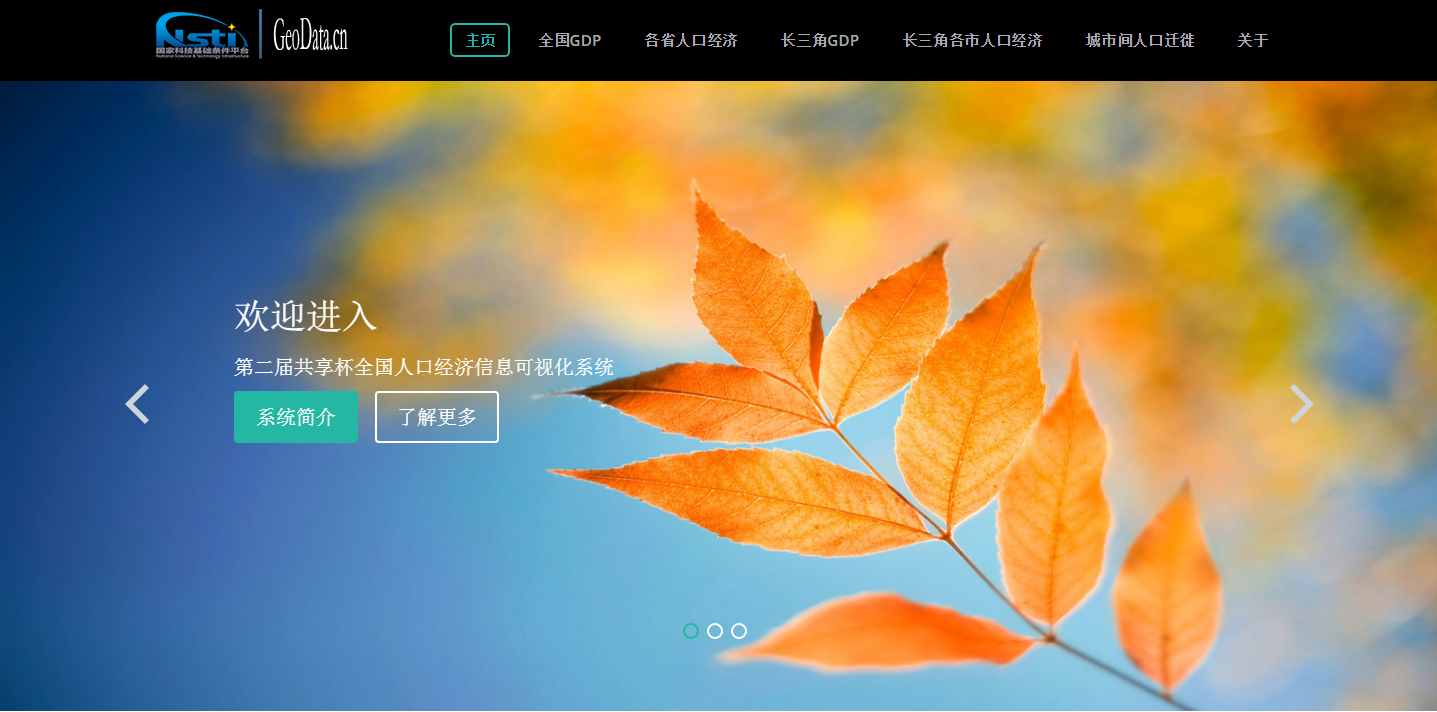 Nsti
国家科技基础条件平台
National Science & Technology Infrastructure
GeoData.cn
主页
全国GDP
各省人口经济
长三角GDP
长三角各市人口经济
城市间人口迁徙
关于
欢迎进入
第二届共享杯全国人口经济信息可视化系统
系统简介
了解更多